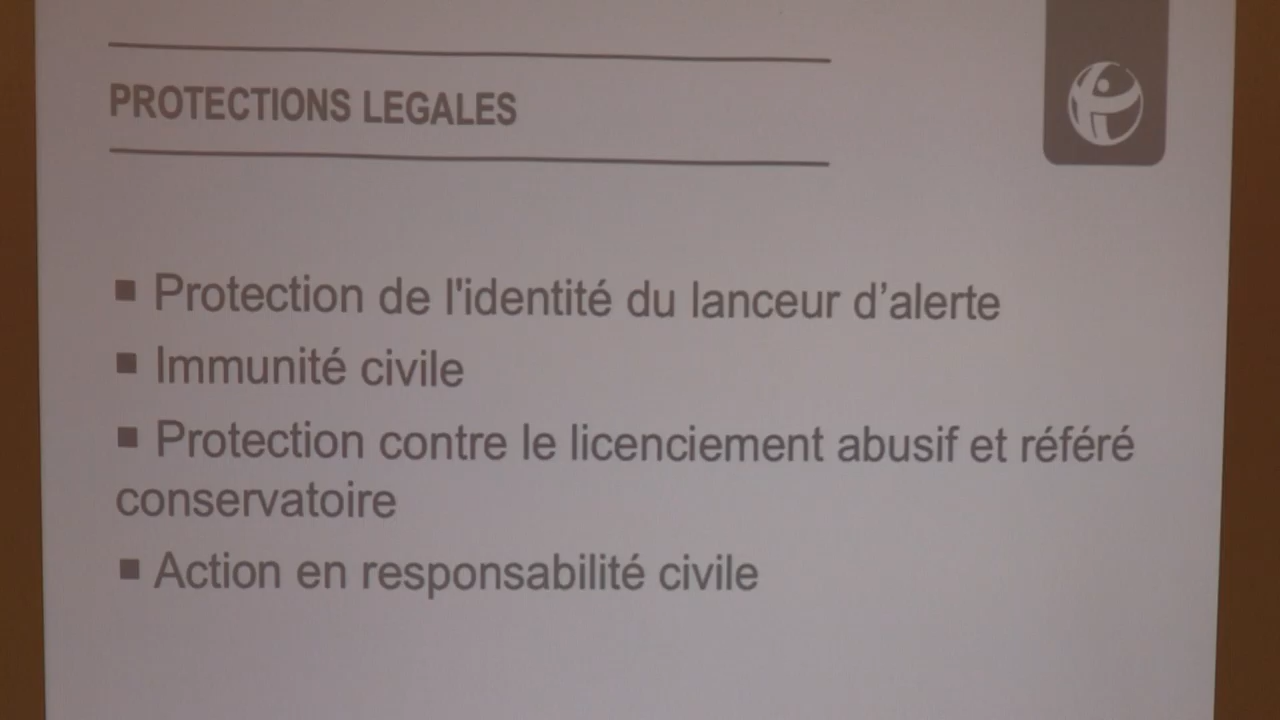 PROTECTIONS LEGALES
▪ Protection de l'identité du lanceur d’alerte
▪ Immunité civile
▪ Protection contre le licenciement abusif et référé
conservatoire
▪ Action en responsabilité civile